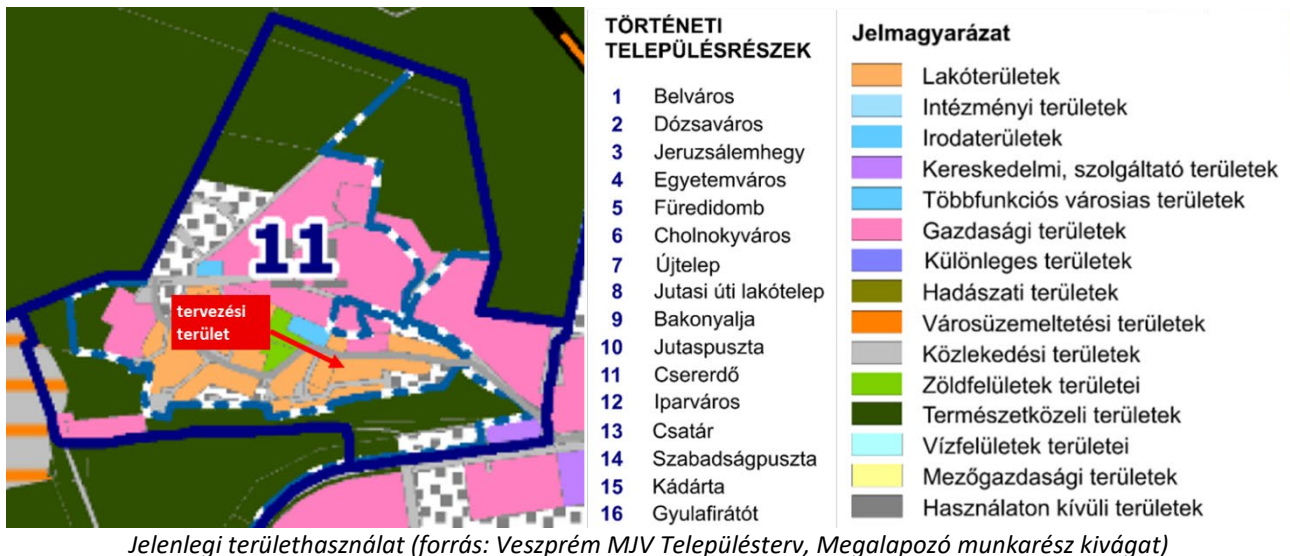 11
tervezési
terület
TÖRTÉNETI
TELEPÜLÉSRÉSZEK
1 Belváros
2 Dózsaváros
3 Jeruzsálemhegy
4 Egyetemváros
5 Füredidomb
6 Cholnokyváros
7 Újtelep
8 Jutasi úti lakótelep
9 Bakonyalja
10 Jutaspuszta
11 Csererdő
12 Iparváros
13 Csatár
14 Szabadságpuszta
15 Kádárta
16 Gyulafirátót
Jelmagyarázat
Lakóterületek
Intézményi területek
Irodaterületek
Kereskedelmi, szolgáltató területek
Többfunkciós városias területek
Gazdasági területek
Különleges területek
Hadászati területek
Városüzemeltetési területek
Közlekedési területek
Zöldfelületek területei
Természetközeli területek
Vízfelületek területei
Mezőgazdasági területek
Használaton kívüli területek
Jelenlegi területhasználat (forrás: Veszprém MJV Településterv, Megalapozó munkarész kivágat)